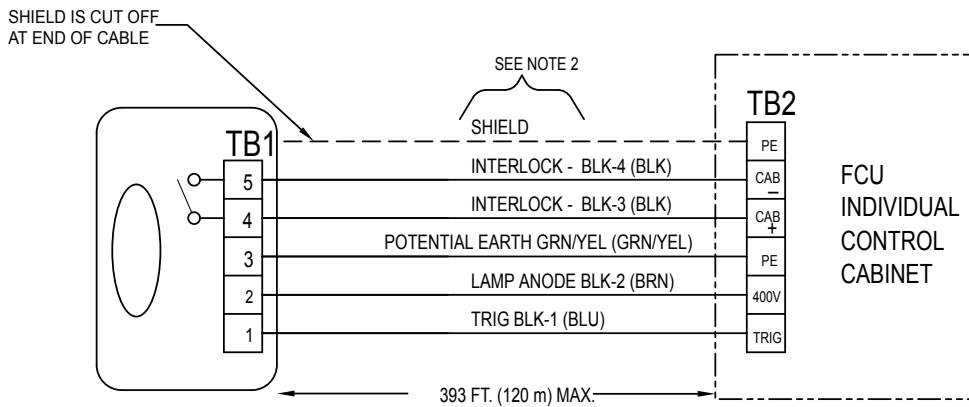 SHIELD IS CUT OFF
AT END OF CABLE
SEE NOTE 2
TB1
TB2
SHIELD
PE
INTERLOCK - BLK-4 (BLK)
5
CAB
–
INTERLOCK - BLK-3 (BLK)
4
CAB
+
POTENTIAL EARTH GRN/YEL (GRN/YEL)
3
PE
LAMP ANODE BLK-2 (BRN)
2
400V
TRIG BLK-1 (BLU)
1
TRIG
FCU
INDIVIDUAL
CONTROL
CABINET
393 FT. (120 m) MAX.